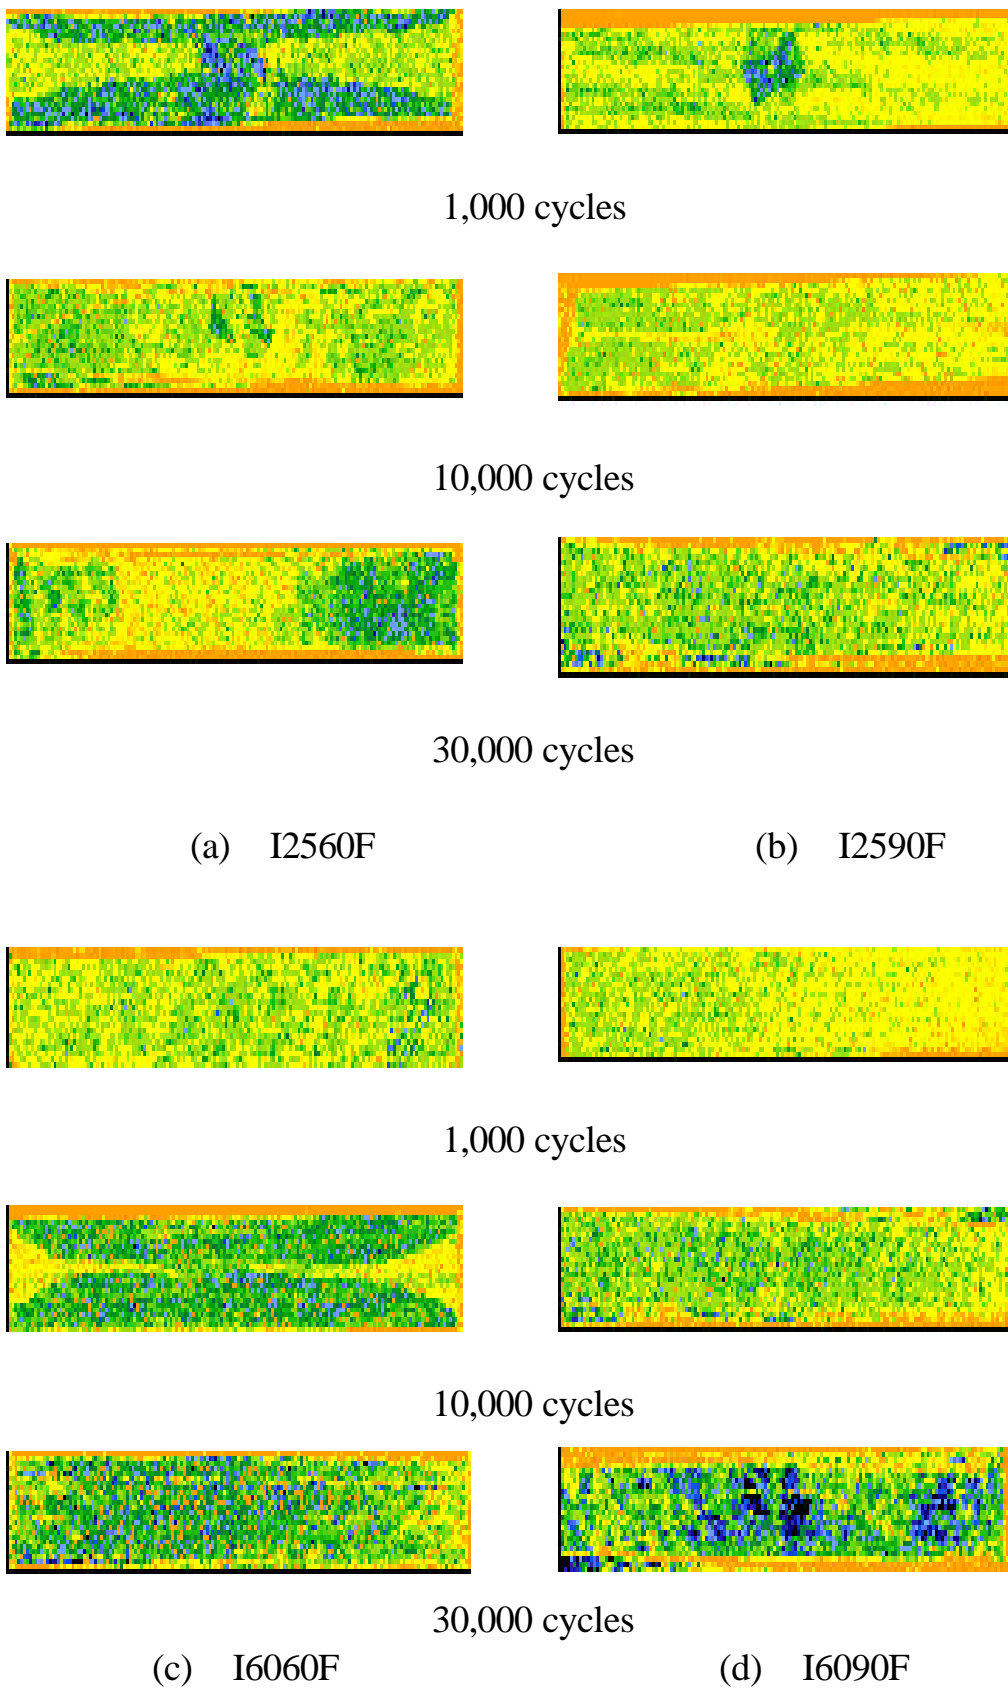 1,000 cycles
10,000 cycles
30,000 cycles
(a) I2560F
(b) I2590F
1,000 cycles
10,000 cycles
30,000 cycles
(c) I6060F
(d) I6090F